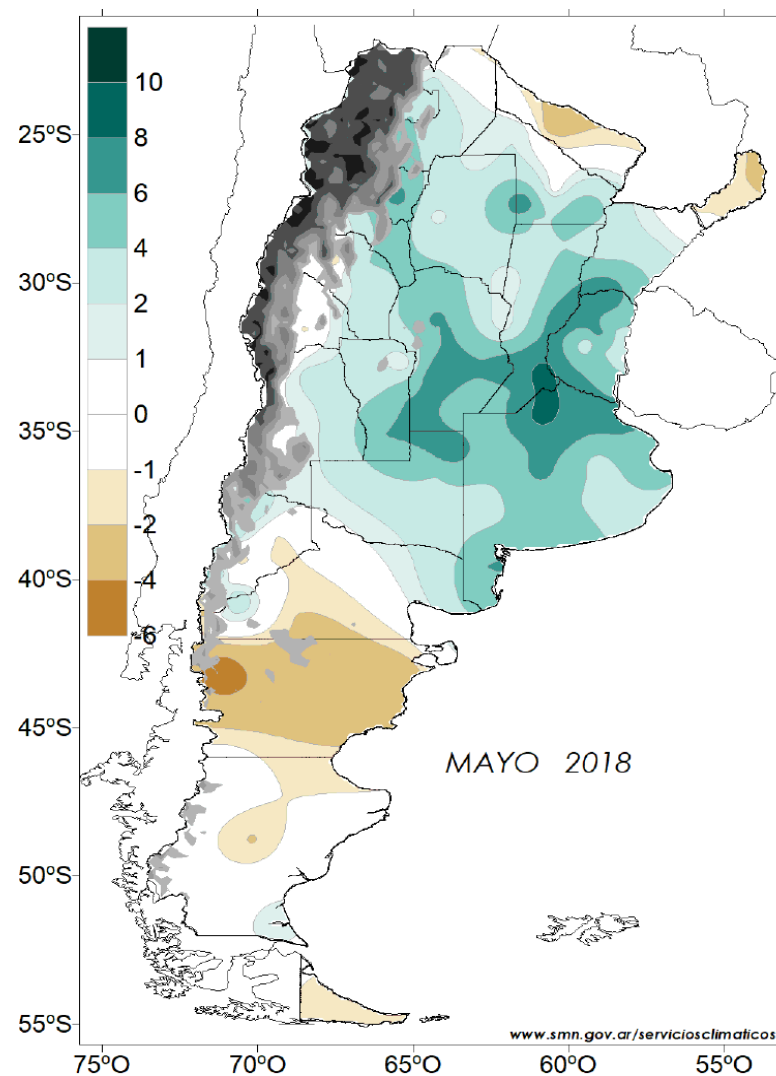 10
8
6
4
2
1
0
-1
-2
-4
-6
25ºS
30ºS
35ºS
40ºS
45ºS
50ºS
55ºS
MAYO 2018
www.smn.gov.ar/serviciosclimaticos
75ºO 70ºO 65ºO 60ºO 55ºO